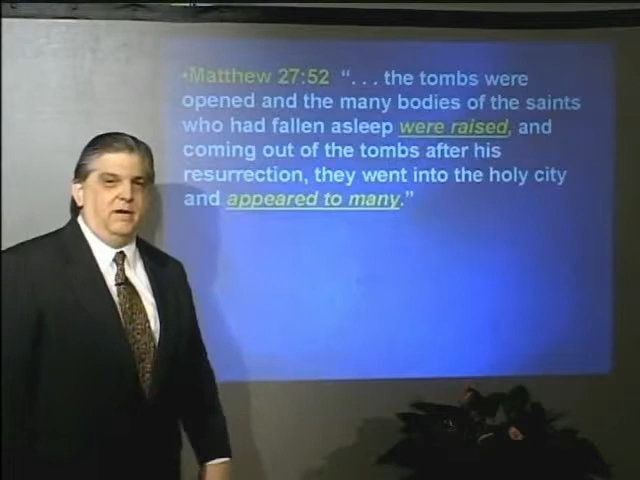 •Matthew 27:52 “. . . the tombs were
opened and the many bodies of the saints
who had fallen asleep were raised, and
coming out of the tombs after his
resurrection, they went into the holy city
and appeared to many.”